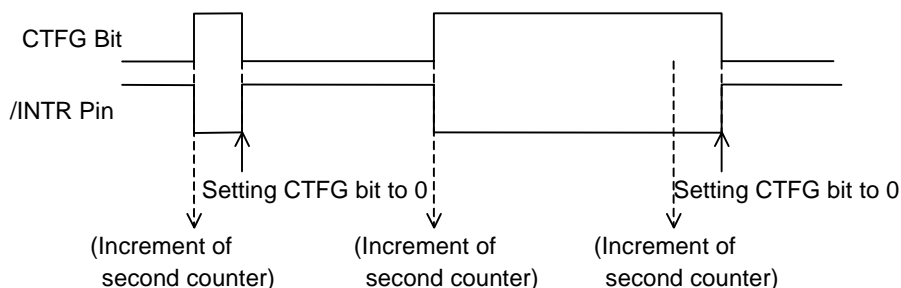 CTFG Bit
/INTR Pin
Setting CTFG bit to 0
Setting CTFG bit to 0
(Increment of
second counter)
(Increment of
second counter)
(Increment of
second counter)